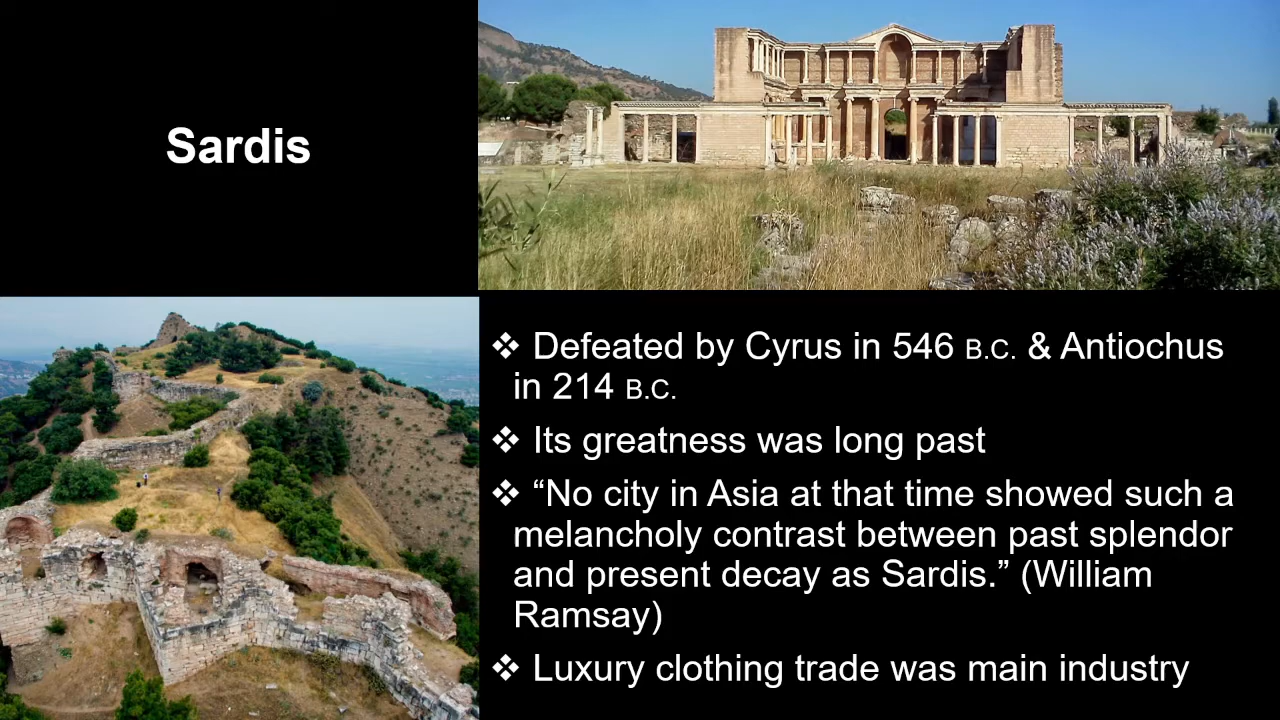 Sardis
❖ Defeated by Cyrus in 546 B.C. & Antiochus
in 214 B.C.
❖ Its greatness was long past
❖ “No city in Asia at that time showed such a
melancholy contrast between past splendor
and present decay as Sardis.” (William
Ramsay)
❖ Luxury clothing trade was main industry